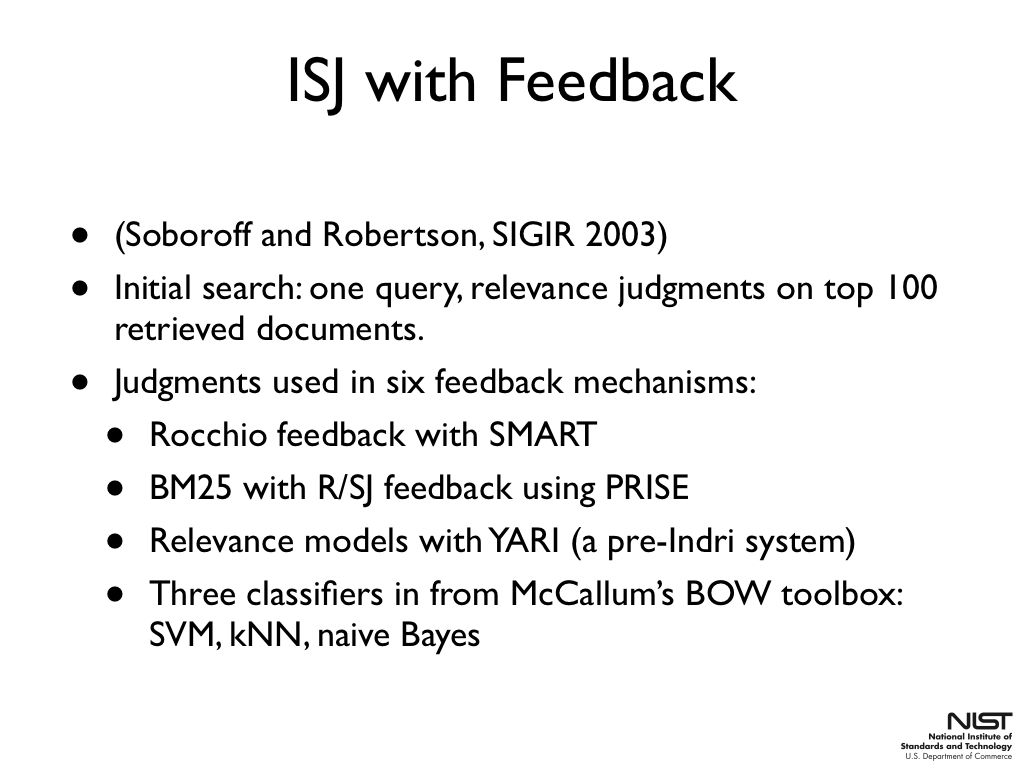 ISJ with Feedback
• (Soboroff and Robertson, SIGIR 2003)
• Initial search: one query, relevance judgments on top 100
retrieved documents.
• Judgments used in six feedback mechanisms:
• Rocchio feedback with SMART
• BM25 with R/SJ feedback using PRISE
• Relevance models with YARI (a pre-Indri system)
• Three classifiers in from McCallum’s BOW toolbox:
SVM, kNN, naive Bayes
NIST
National Institute of
Standards and Technology
U.S. Department of Commerce